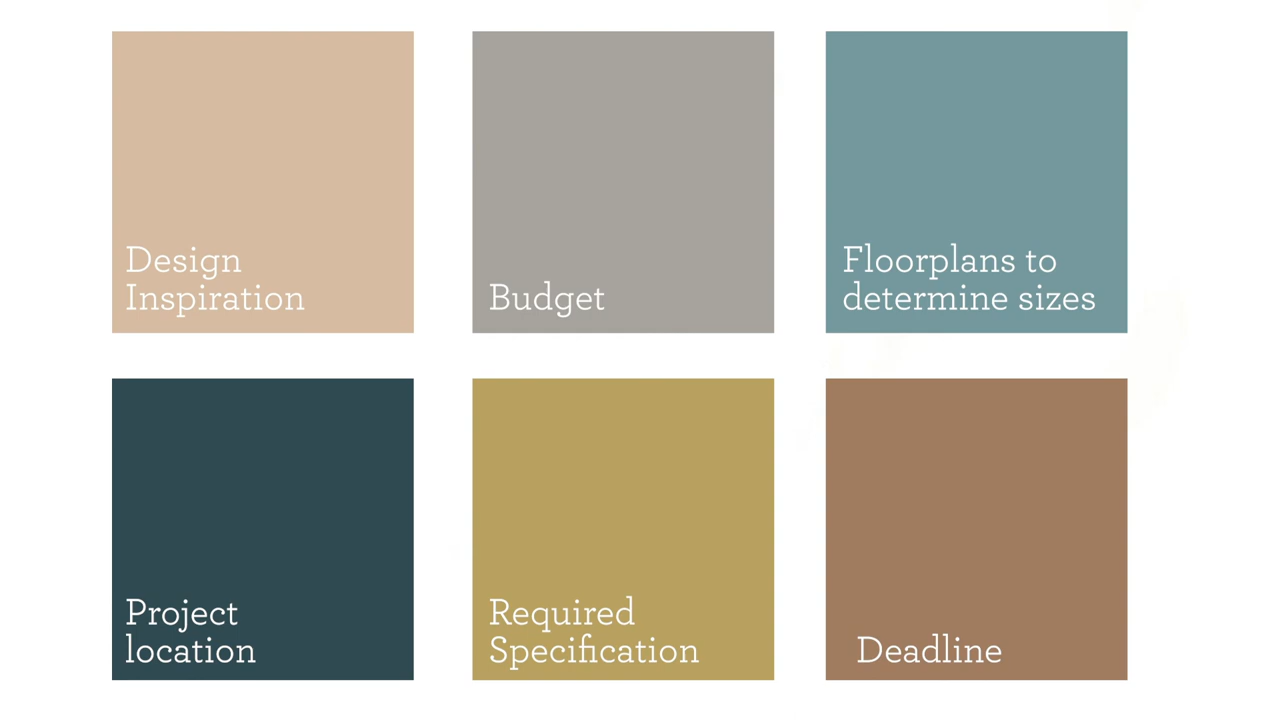 Design
Inspiration
Budget
Floorplans to
determine sizes
Project
location
Required
Specification
Deadline